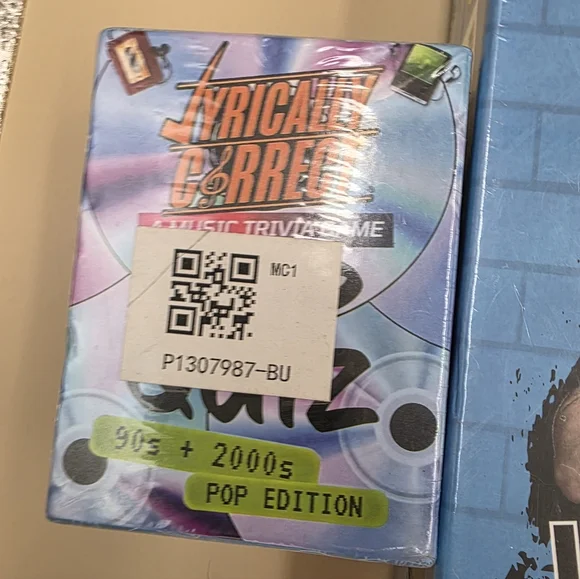 LYRICALLY
CORRECT
A MUSIC TRIVIA GAME
MC1
P1307987-BU
Quiz
90s + 2000s
POP EDITION